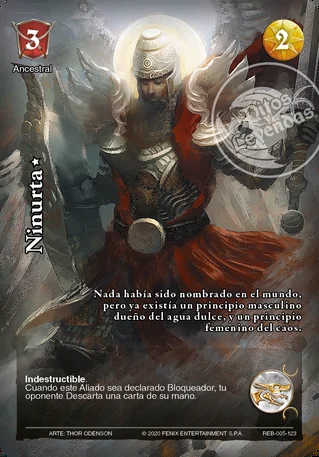 3
2
Ancestral
Mitos y
Leyendas
Ninurta
Nada había sido nombrado en el mundo,
pero ya existía un principio masculino
dueño del agua dulce, y un principio
femenino del caos.
Indestructible.
Cuando este Aliado sea declarado Bloqueador, tu
oponente Descarta una carta de su mano.
ARTE: THOR ODENSON
© 2020 FENIX ENTERTAINMENT S.P.A.
REB-005-123